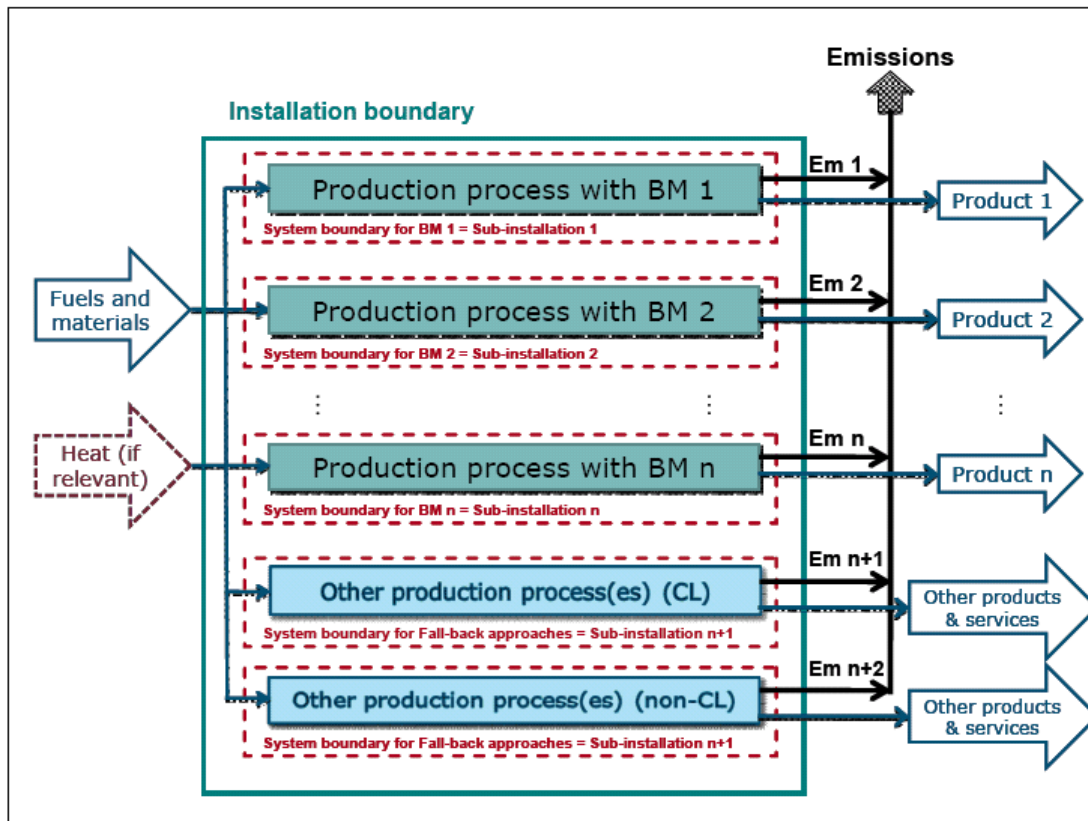 Emissions
Installation boundary
Em 1
Production process with BM 1
Product 1
System boundary for BM 1 = Sub-installation 1
Em 2
Fuels and
materials
Production process with BM 2
Product 2
System boundary for BM 2 = Sub-installation 2
Heat (if
relevant)
Em n
Production process with BM n
Product n
System boundary for BM n = Sub-installation n
Em n+1
Other production process(es) (CL)
Other products
& services
System boundary for Fall-back approaches = Sub-installation n+1
Em n+2
Other production process(es) (non-CL)
Other products
& services
System boundary for Fall-back approaches = Sub-installation n+1